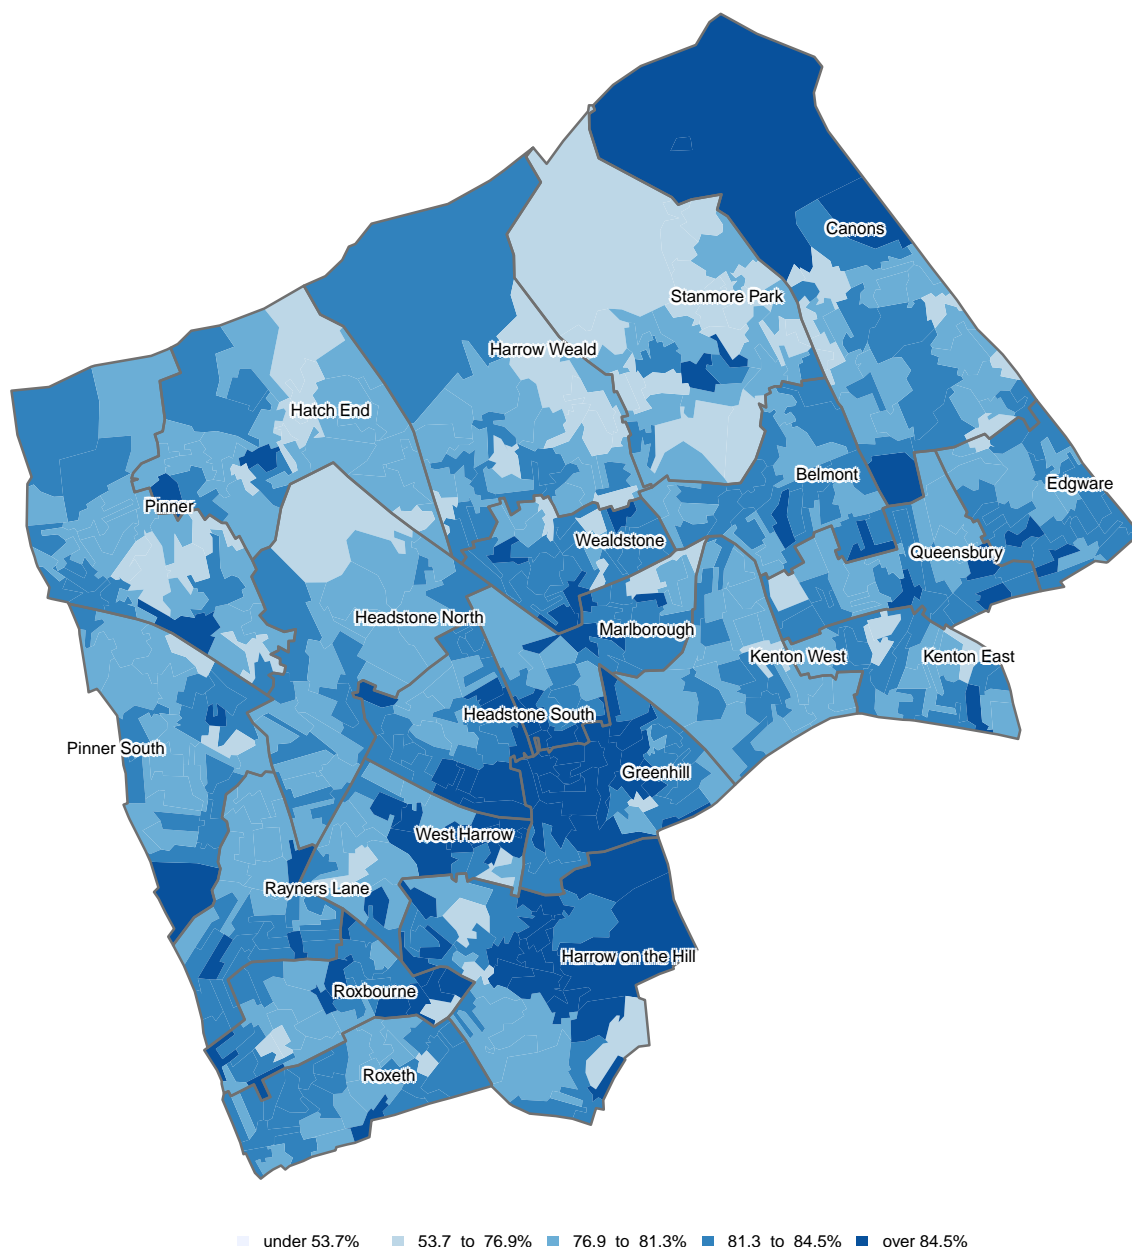 Canons
Stanmore Park
Harrow Weald
Hatch End
Belmont
Edgware
Pinner
Wealdstone
Queensbury
Headstone North
Marlborough
Kenton West
Kenton East
Headstone South
Pinner South
Greenhill
West Harrow
Rayners Lane
Harrow on the Hill
Roxbourne
Roxeth
under 53.7% 53.7 to 76.9% 76.9 to 81.3% 81.3 to 84.5% over 84.5%